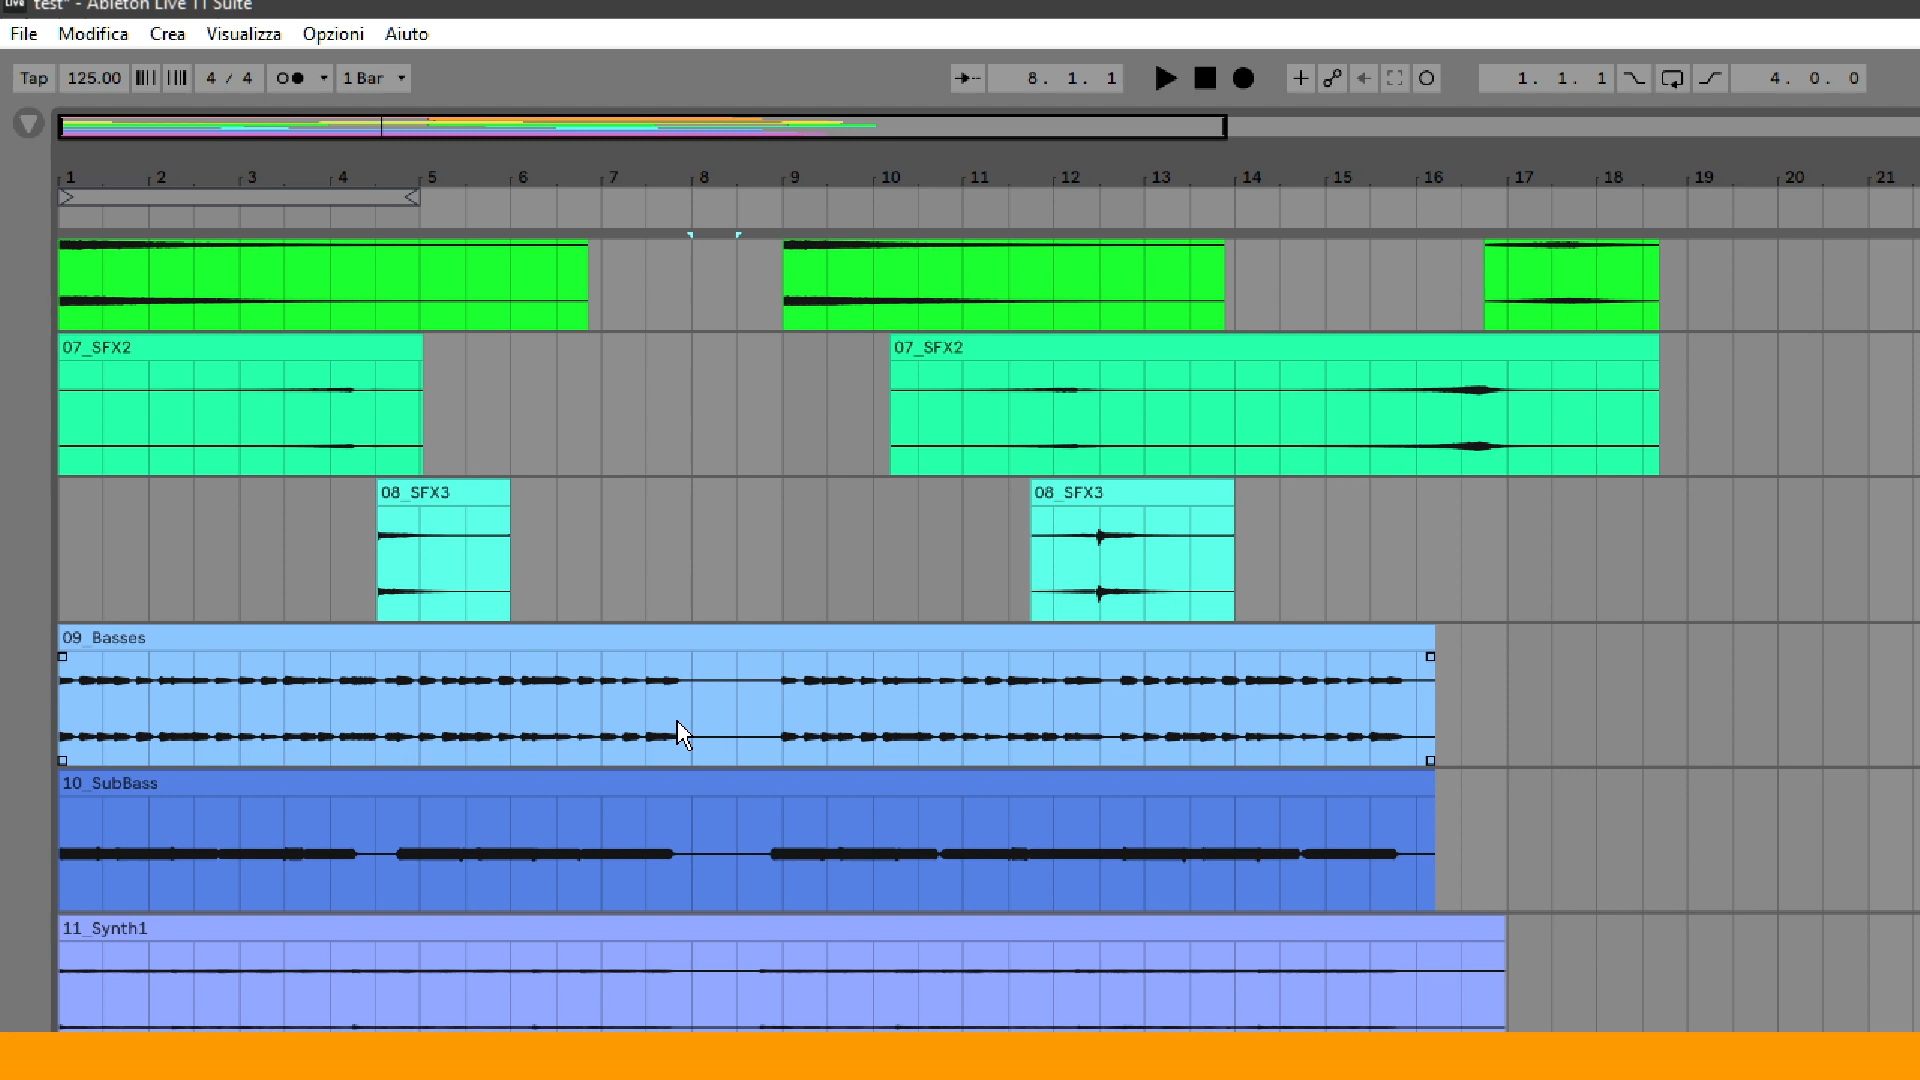 test* - Ableton Live 11 Suite
File Modifica Crea Visualizza Opzioni Aiuto
Tap 125.00 4 / 4 1 Bar 8. 1. 1 1. 1. 1 4. 0. 0
1 2 3 4 5 6 7 8 9 10 11 12 13 14 15 16 17 18 19 20 21
07_SFX2 07_SFX2
08_SFX3 08_SFX3
09_Basses
10_SubBass
11_Synth1